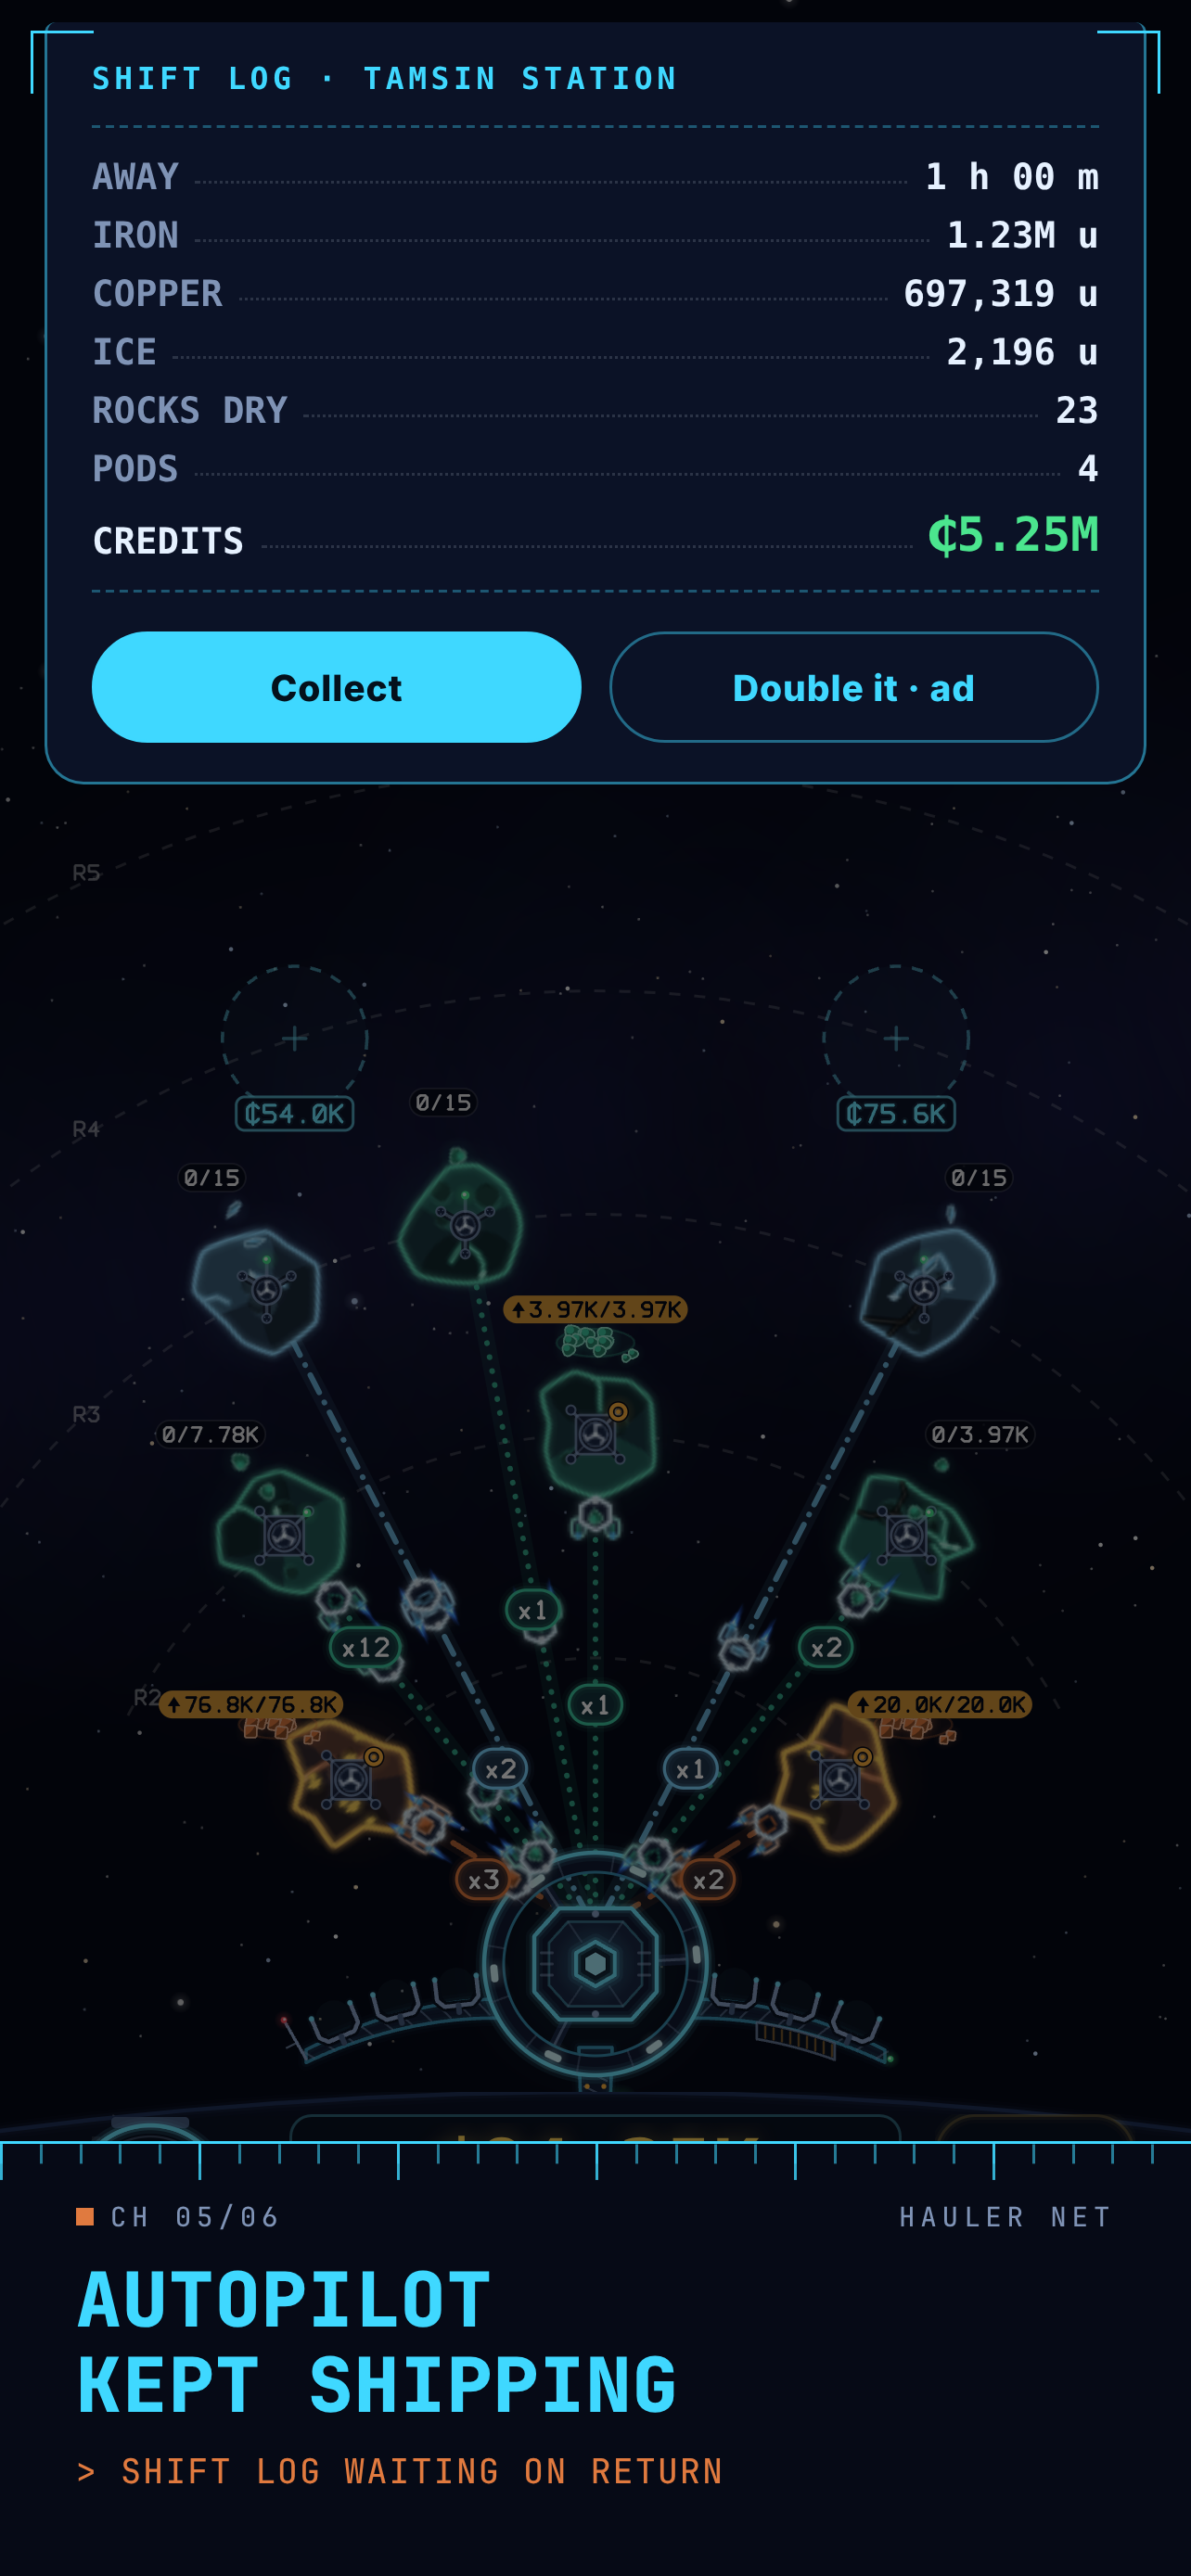 SHIFT LOG · TAMSIN STATION
AWAY 1 h 00 m
IRON 1.23M u
COPPER 697,319 u
ICE 2,196 u
ROCKS DRY 23
PODS 4
CREDITS ₵5.25M
Collect Double it · ad
R5
₵54.0K 0/15 ₵75.6K
R4
0/15 0/15
3.97K/3.97K
R3
0/7.78K 0/3.97K
x1
x12 x2
R2 76.8K/76.8K x1 20.0K/20.0K
x2 x1
x3 x2
CH 05/06 HAULER NET
AUTOPILOT
KEPT SHIPPING
> SHIFT LOG WAITING ON RETURN